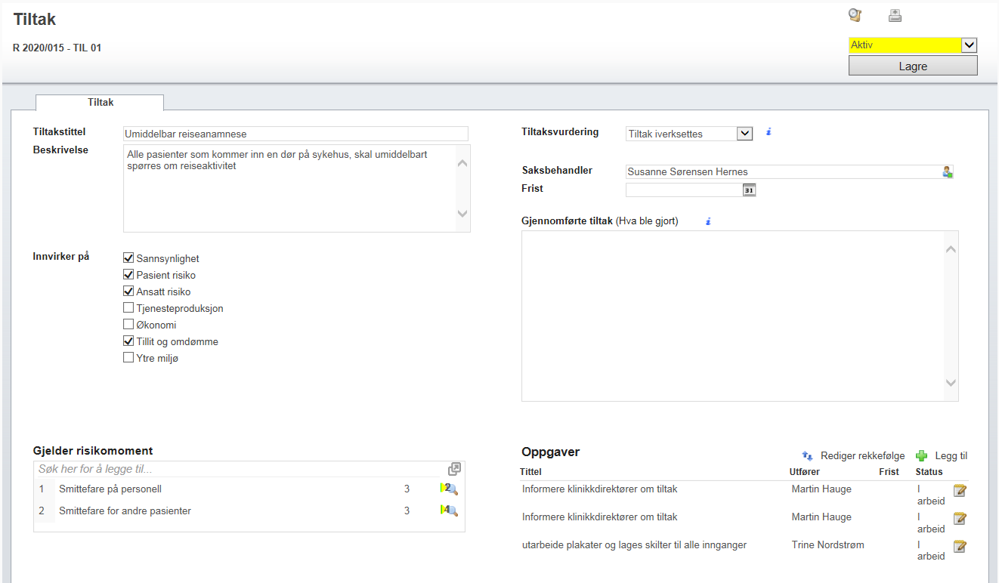 Tiltak
R 2020/015 - TIL 01
Aktiv
Lagre
Tiltak
Tiltakstittel
Umiddelbar reiseanamnese
Beskrivelse
Alle pasienter som kommer inn en dør på sykehus, skal umiddelbart
spørres om reiseaktivitet
Innvirker på
Sannsynlighet
Pasient risiko
Ansatt risiko
Tjenesteproduksjon
Økonomi
Tillit og omdømme
Ytre miljø
Tiltaksvurdering
Tiltak iverksettes
Saksbehandler
Susanne Sørensen Hernes
Frist
31
Gjennomførte tiltak (Hva ble gjort)
Gjelder risikomoment
Søk her for å legge til...
1 Smittefare på personell 3 2
2 Smittefare for andre pasienter 3 4
Oppgaver
Rediger rekkefølge Legg til
Tittel Utfører Frist Status
Informere klinikkdirektører om tiltak Martin Hauge I
arbeid
Informere klinikkdirektører om tiltak Martin Hauge I
arbeid
utarbeide plakater og lages skilter til alle innganger Trine Nordstrøm I
arbeid